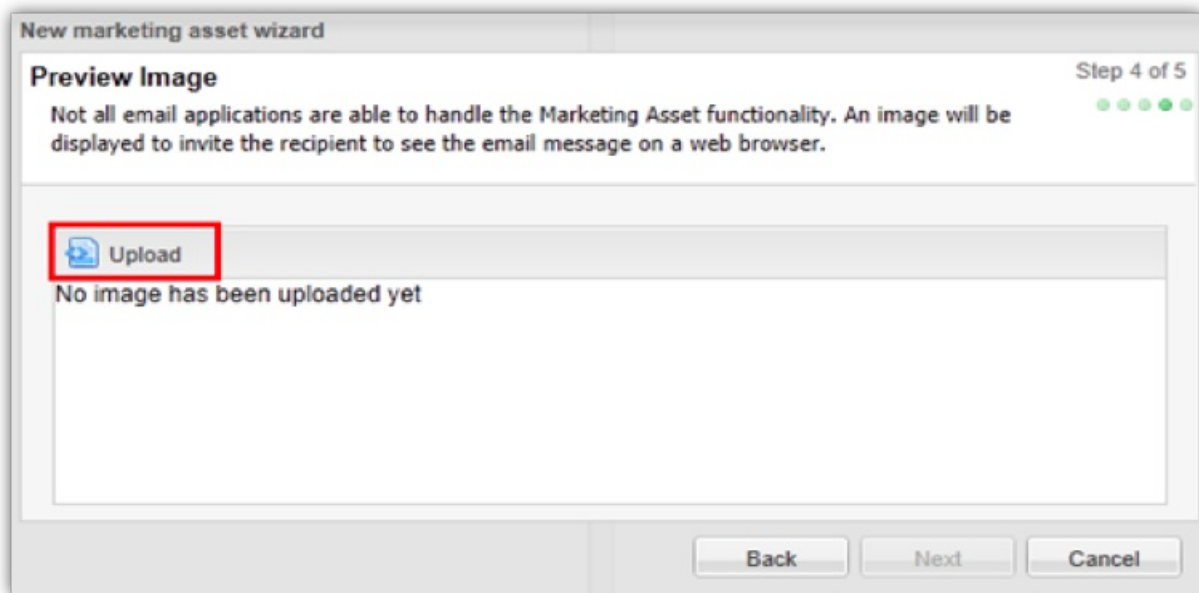 New marketing asset wizard
Preview Image
Step 4 of 5
Not all email applications are able to handle the Marketing Asset functionality. An image will be
displayed to invite the recipient to see the email message on a web browser.
Upload
No image has been uploaded yet
Back Next Cancel